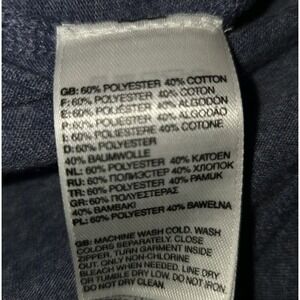 GB: 60% POLYESTER 40% COTTON
F: 60% POLYESTER 40% COTON
E: 60% POLYESTER 40% ALGODÓN
P: 60% POLIÉSTER 40% ALGODÃO
I: 60% POLIESTERE 40% COTONE
D: 60% POLYESTER
40% BAUMWOLLE
NL: 60% POLYESTER 40% KATOEN
RU: 60% ПОЛИЭСТЕР 40% ХЛОПОК
TR: 60% POLYESTER 40% PAMUK
GR: 60% ΠΟΛΥΕΣΤΕΡΑΣ
40% ΒΑΜΒΑΚΙ
PL: 60% POLYESTER 40% BAWEŁNA
GB: MACHINE WASH COLD. WASH
COLORS SEPARATELY. CLOSE
ZIPPER. TURN GARMENT INSIDE
OUT. ONLY NON-CHLORINE
BLEACH WHEN NEEDED. LINE DRY
OR TUMBLE DRY LOW. DO NOT IRON.
DO NOT DRY CLEAN.